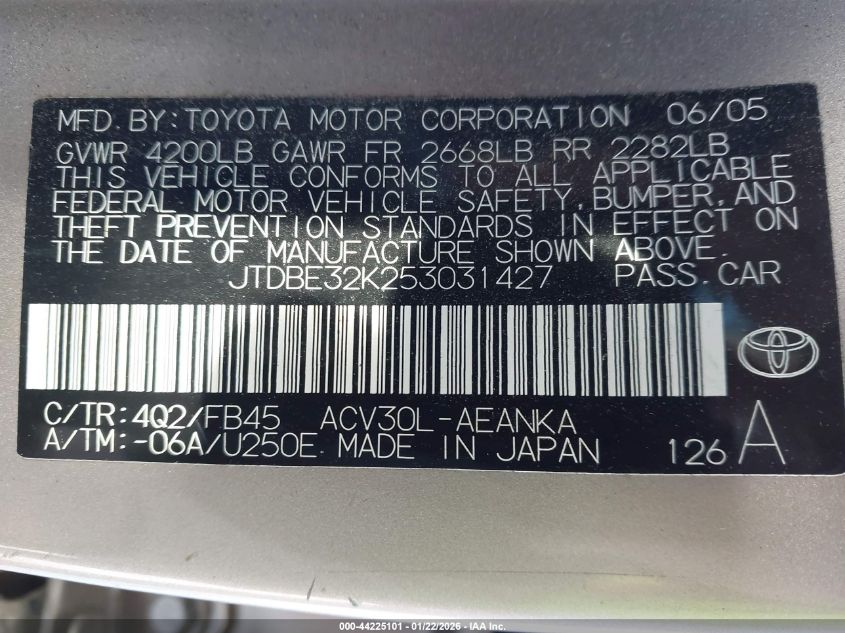 MFD. BY: TOYOTA MOTOR CORPORATION 06/05
GVWR 4200LB GAWR FR 2668LB RR 2282LB
THIS VEHICLE CONFORMS TO ALL APPLICABLE
FEDERAL MOTOR VEHICLE SAFETY, BUMPER, AND
THEFT PREVENTION STANDARDS IN EFFECT ON
THE DATE OF MANUFACTURE SHOWN ABOVE.
JTDBE32K253031427 PASS. CAR
C/TR: 4Q2/FB45 ACV30L-AEANKA
A/TM: -06A/U250E MADE IN JAPAN 126 A
000-44225101 - 01/22/2026 - IAA Inc.